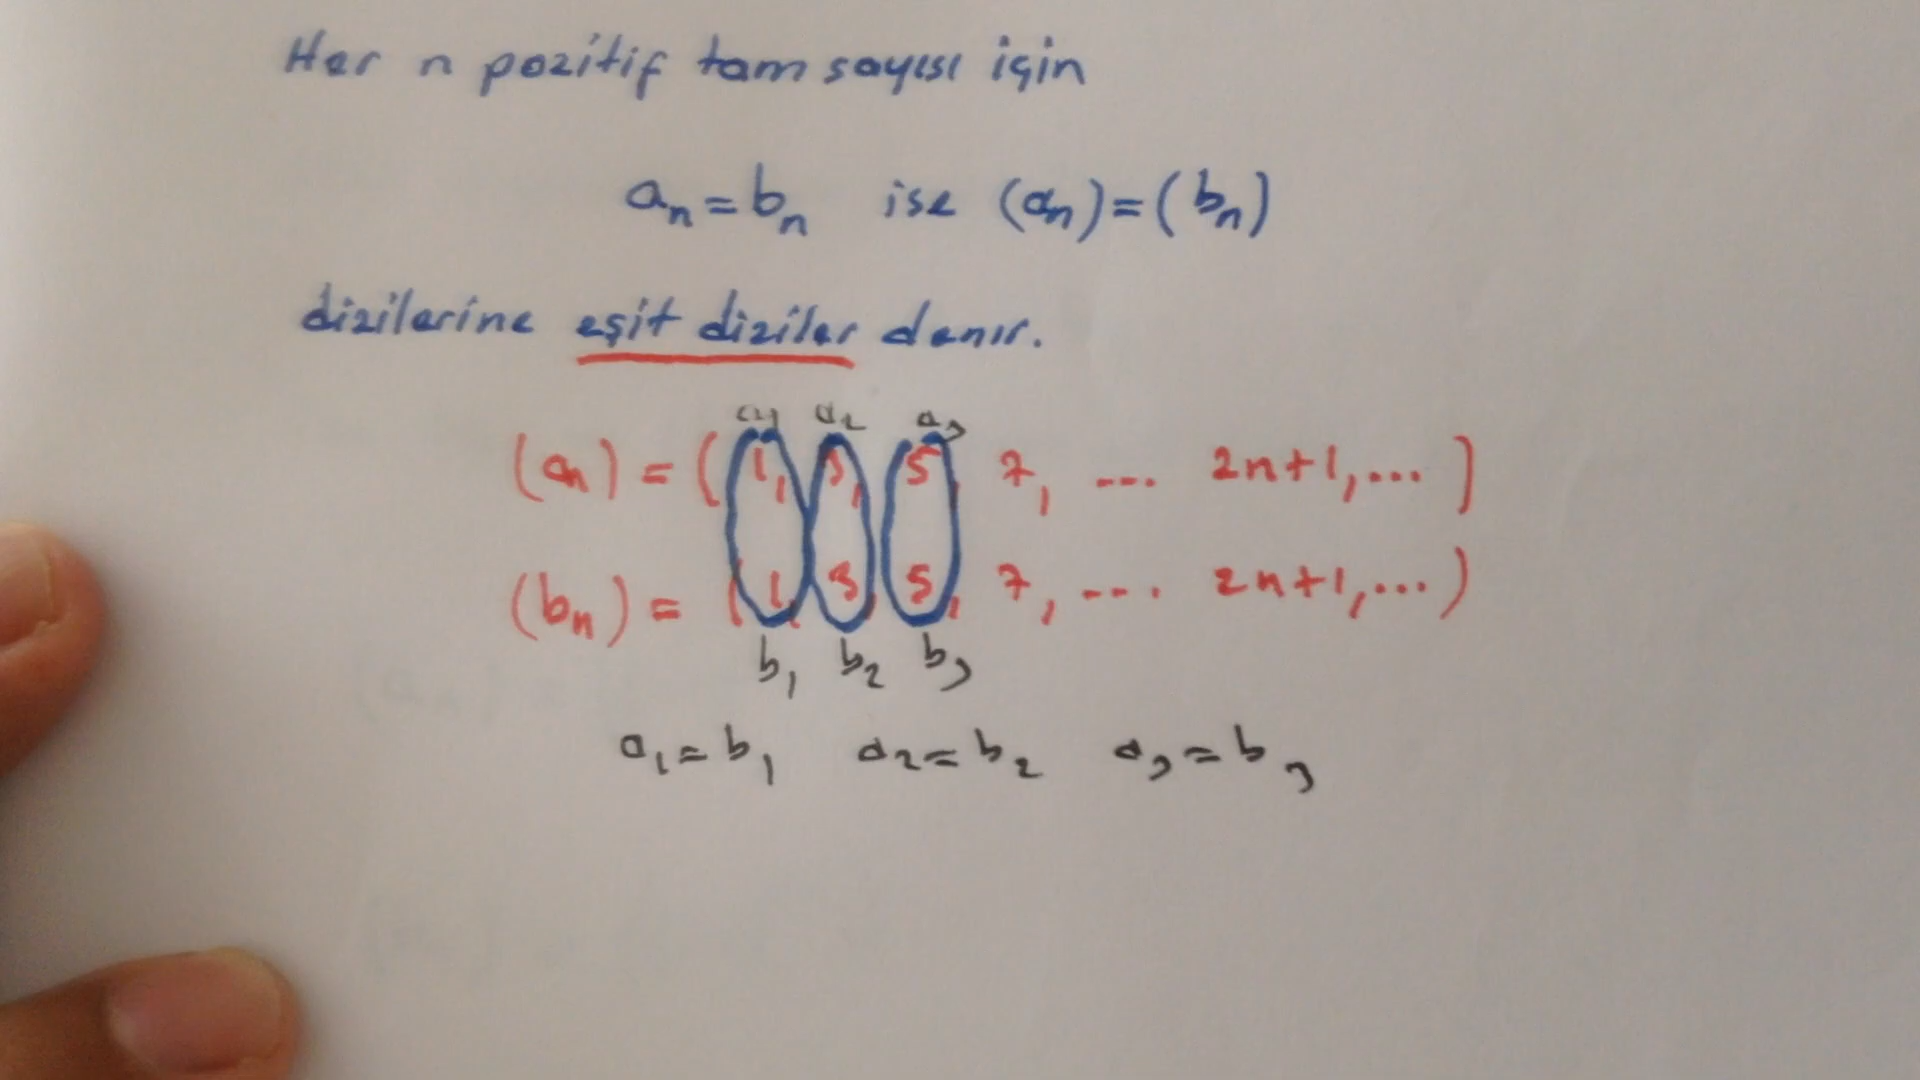 Her n pozitif tam sayısı için
an = bn ise (an) = (bn)
dizilerine eşit diziler denir.
a1 a2 a3
(an) = (1, 3, 5, 7, ... 2n+1, ...)
(bn) = (1, 3, 5, 7, ... 2n+1, ...)
b1 b2 b3
a1 = b1 a2 = b2 a3 = b3